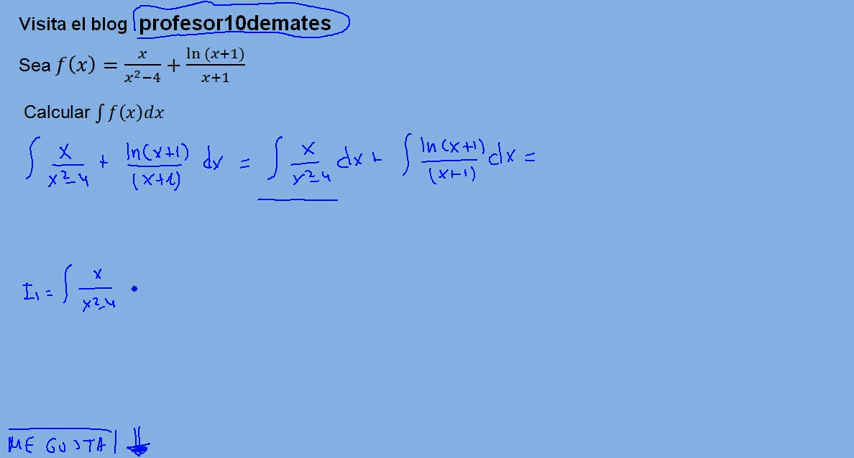 Visita el blog profesor10demates
Sea f(x) = x/(x²−4) + ln (x+1)/(x+1)
Calcular ∫ f(x)dx
∫ x/(x²−4) + ln(x+1)/(x+1) dx = ∫ x/(x²−4) dx + ∫ ln(x+1)/(x+1) dx =
I₁ = ∫ x/(x²−4)
ME GUSTA